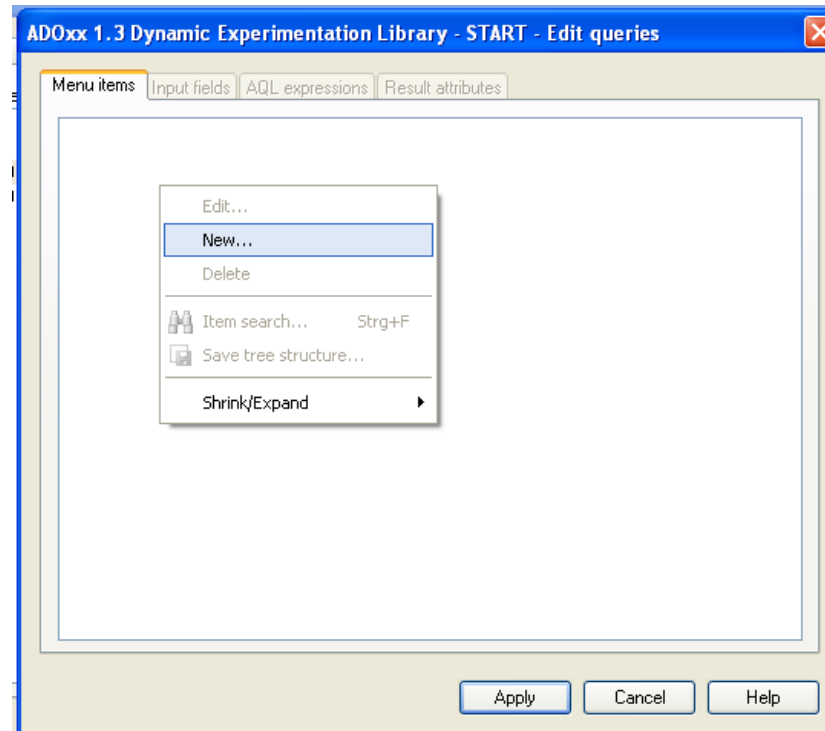 ADOxx 1.3 Dynamic Experimentation Library - START - Edit queries
Menu items Input fields AQL expressions Result attributes
Edit...
New...
Delete
Item search... Strg+F
Save tree structure...
Shrink/Expand
Apply Cancel Help